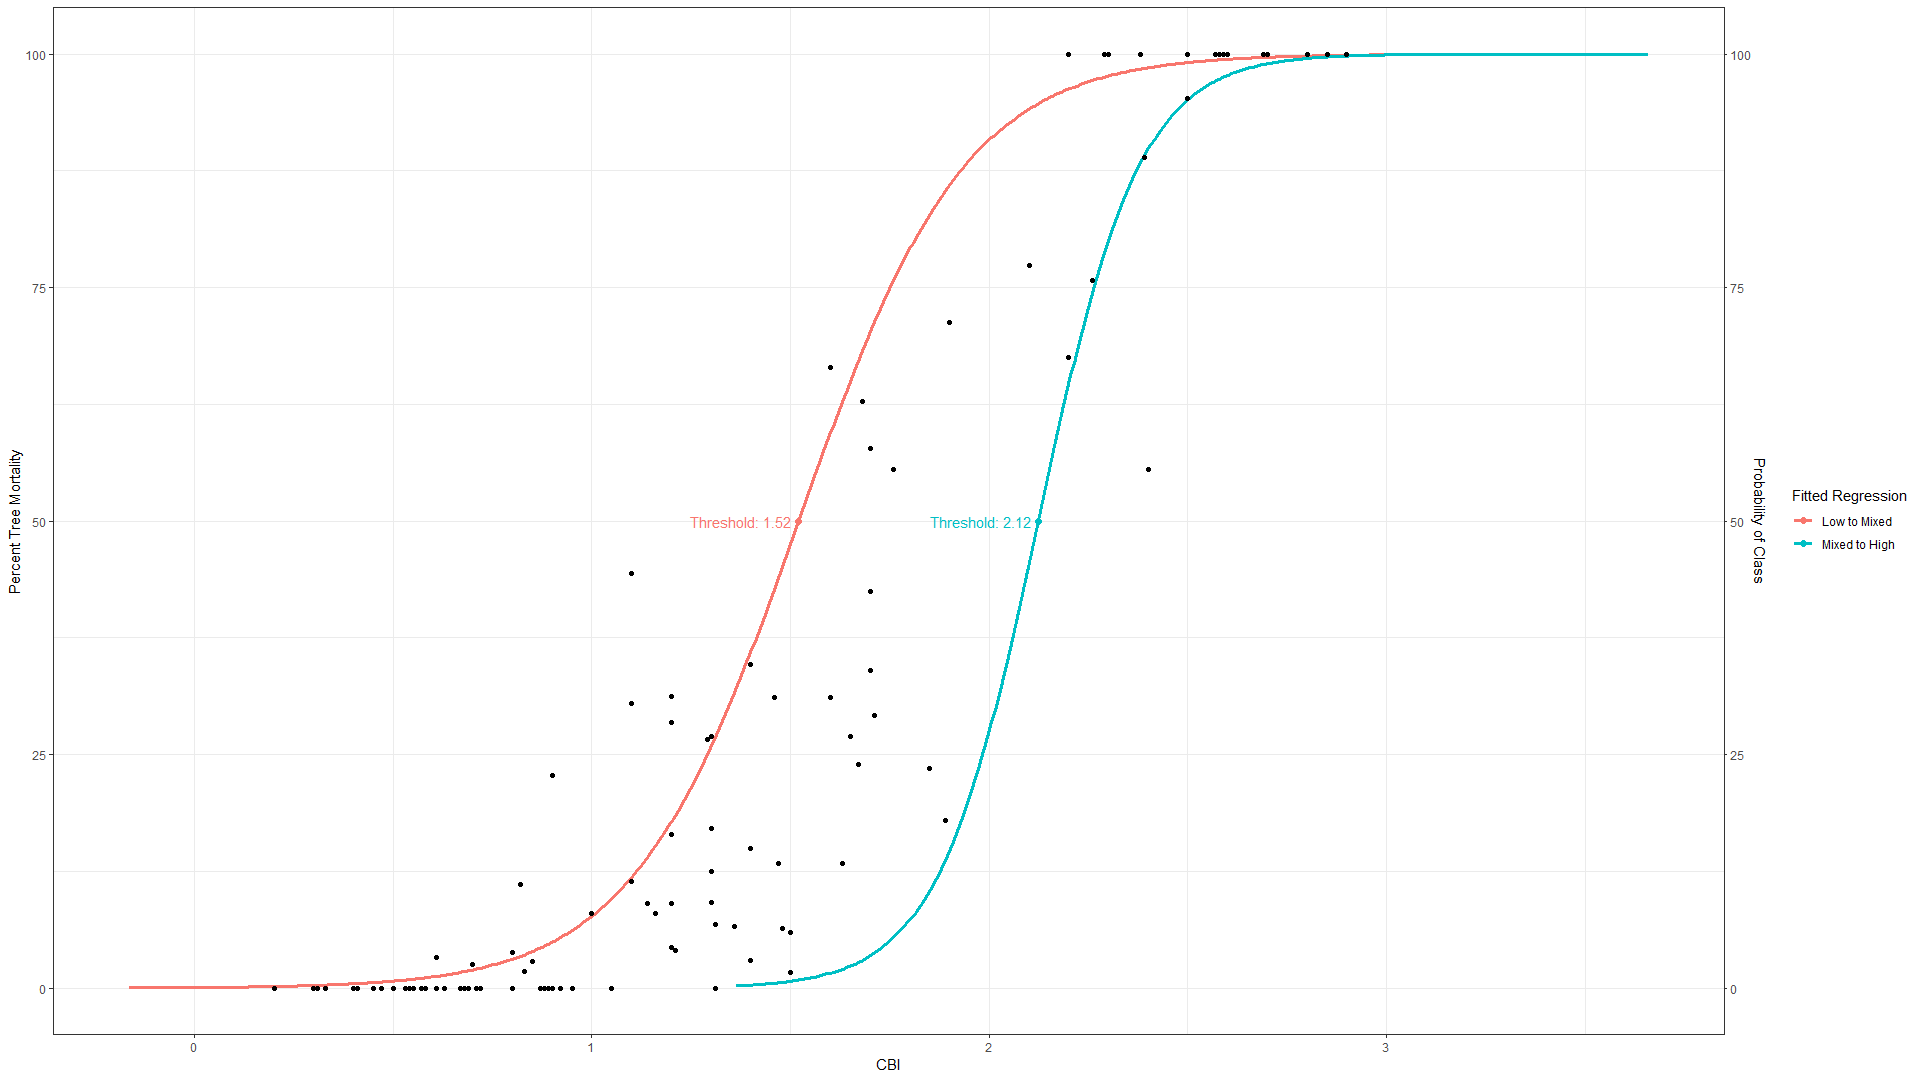 100
75
50
25
0
Percent Tree Mortality
Threshold: 1.52
Threshold: 2.12
100
75
50
25
0
Probability of Class
0
1
2
3
CBI
Fitted Regression
Low to Mixed
Mixed to High